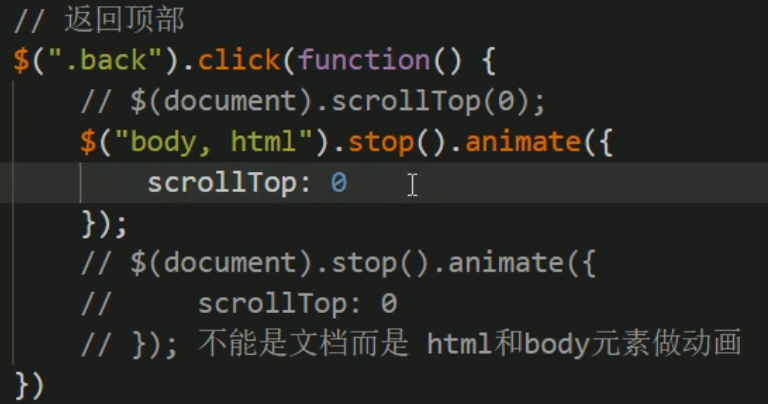 // 返回顶部
$(".back").click(function() {
// $(document).scrollTop(0);
$("body, html").stop().animate({
scrollTop: 0
});
// $(document).stop().animate({
// scrollTop: 0
// }); 不能是文档而是 html和body元素做动画
})